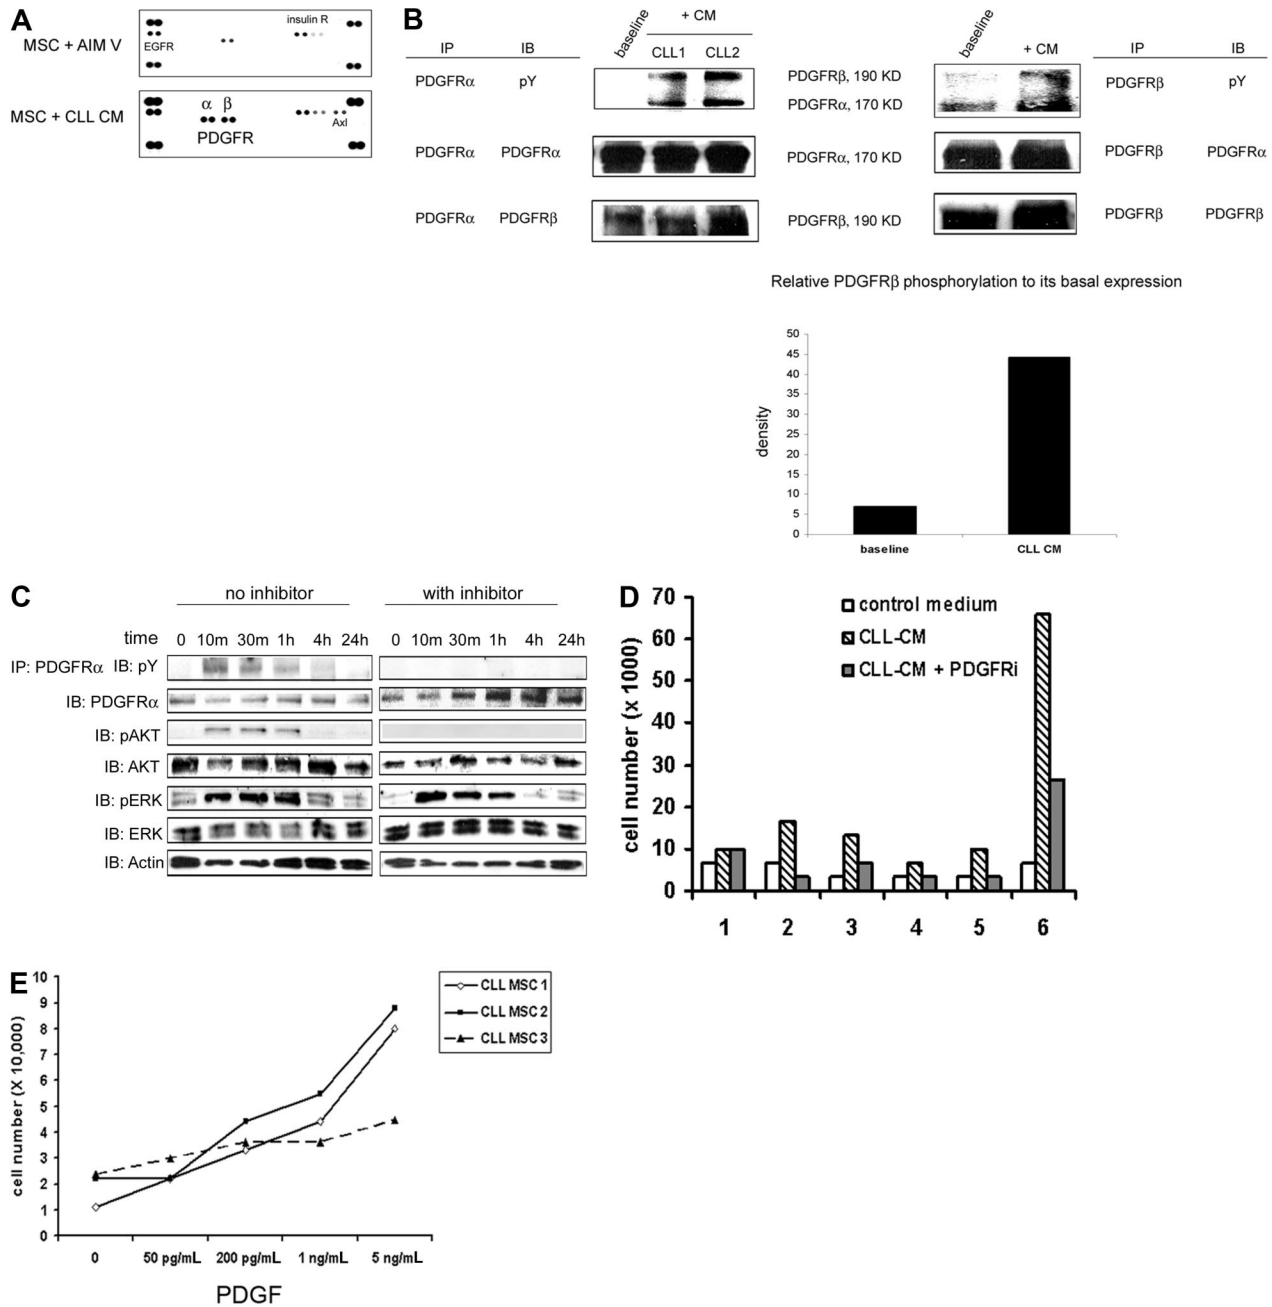 A
MSC + AIM V
EGFR
insulin R
MSC + CLL CM
α β
PDGFR
Axl
B
+ CM
baseline
IP IB
CLL1 CLL2
PDGFRα pY
PDGFRα PDGFRα
PDGFRα PDGFRβ
PDGFRβ, 190 KD
PDGFRα, 170 KD
PDGFRα, 170 KD
PDGFRβ, 190 KD
baseline
+ CM
IP IB
PDGFRβ pY
PDGFRβ PDGFRα
PDGFRβ PDGFRβ
Relative PDGFRβ phosphorylation to its basal expression
density
50
45
40
35
30
25
20
15
10
5
0
baseline CLL CM
C
no inhibitor with inhibitor
time 0 10m 30m 1h 4h 24h 0 10m 30m 1h 4h 24h
IP: PDGFRα IB: pY
IB: PDGFRα
IB: pAKT
IB: AKT
IB: pERK
IB: ERK
IB: Actin
D
cell number (x 1000)
70
60
50
40
30
20
10
0
control medium
CLL-CM
CLL-CM + PDGFRi
1 2 3 4 5 6
E
cell number (X 10,000)
10
9
8
7
6
5
4
3
2
1
0
CLL MSC 1
CLL MSC 2
CLL MSC 3
0 50 pg/mL 200 pg/mL 1 ng/mL 5 ng/mL
PDGF